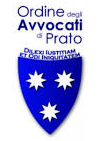 Ordine degli
Avvocati
di Prato
DILEXI IUSTITIAM
ET ODI INIQUITATEM